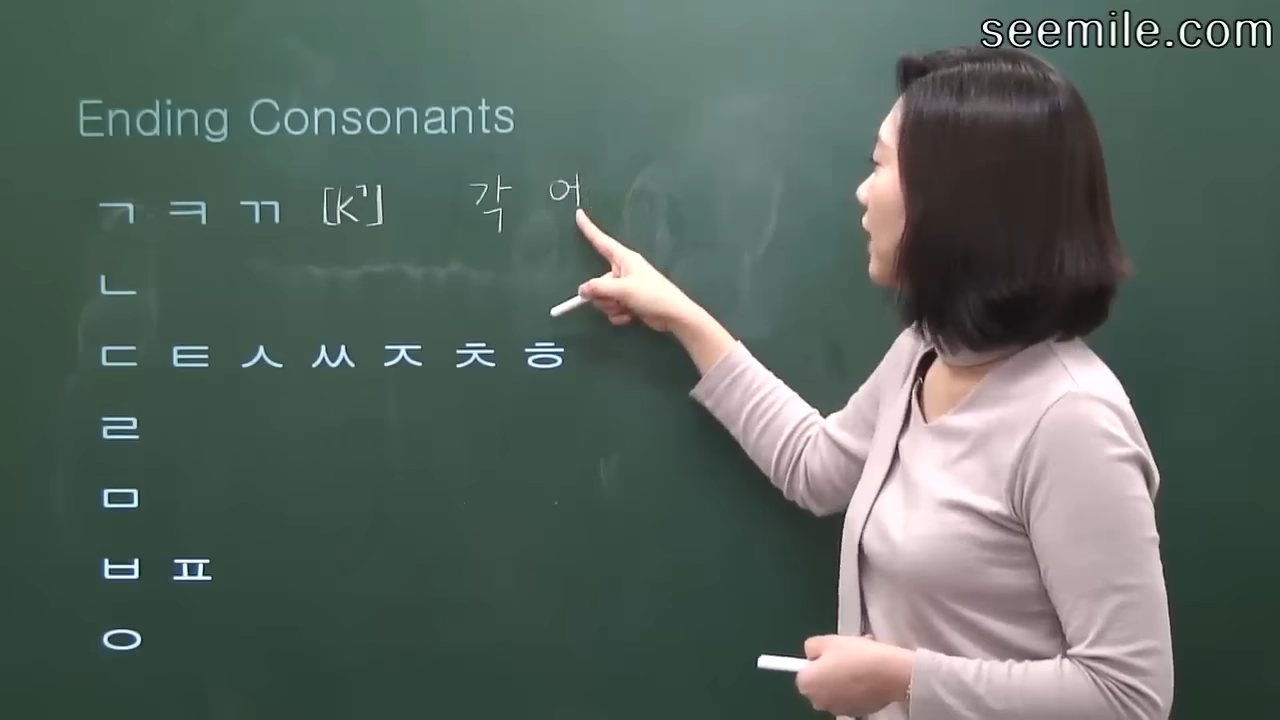 seemile.com
Ending Consonants
ㄱ ㅋ ㄲ [K˺] 각 어
ㄴ
ㄷ ㅌ ㅅ ㅆ ㅈ ㅊ ㅎ
ㄹ
ㅁ
ㅂ ㅍ
ㅇ